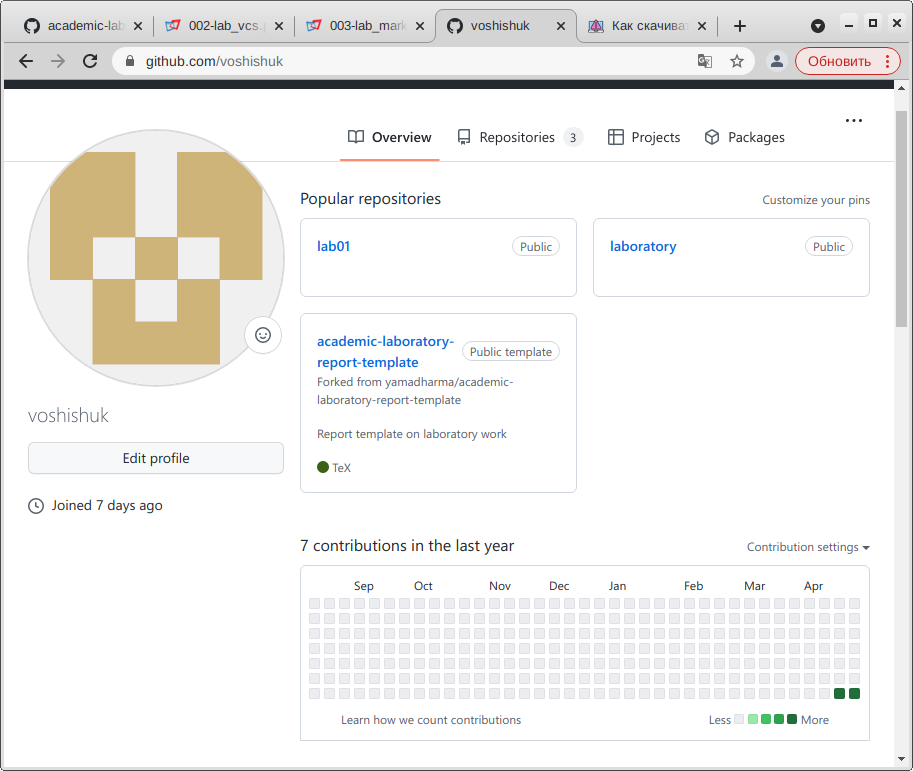 academic-lab
002-lab_vcs.
003-lab_mark
voshishuk
Как скачиват
github.com/voshishuk
Обновить
Overview
Repositories 3
Projects
Packages
Popular repositories
Customize your pins
lab01
Public
laboratory
Public
academic-laboratory-
report-template
Public template
Forked from yamadharma/academic-
laboratory-report-template
Report template on laboratory work
TeX
voshishuk
Edit profile
Joined 7 days ago
7 contributions in the last year
Contribution settings
Sep Oct Nov Dec Jan Feb Mar Apr
Learn how we count contributions
Less More